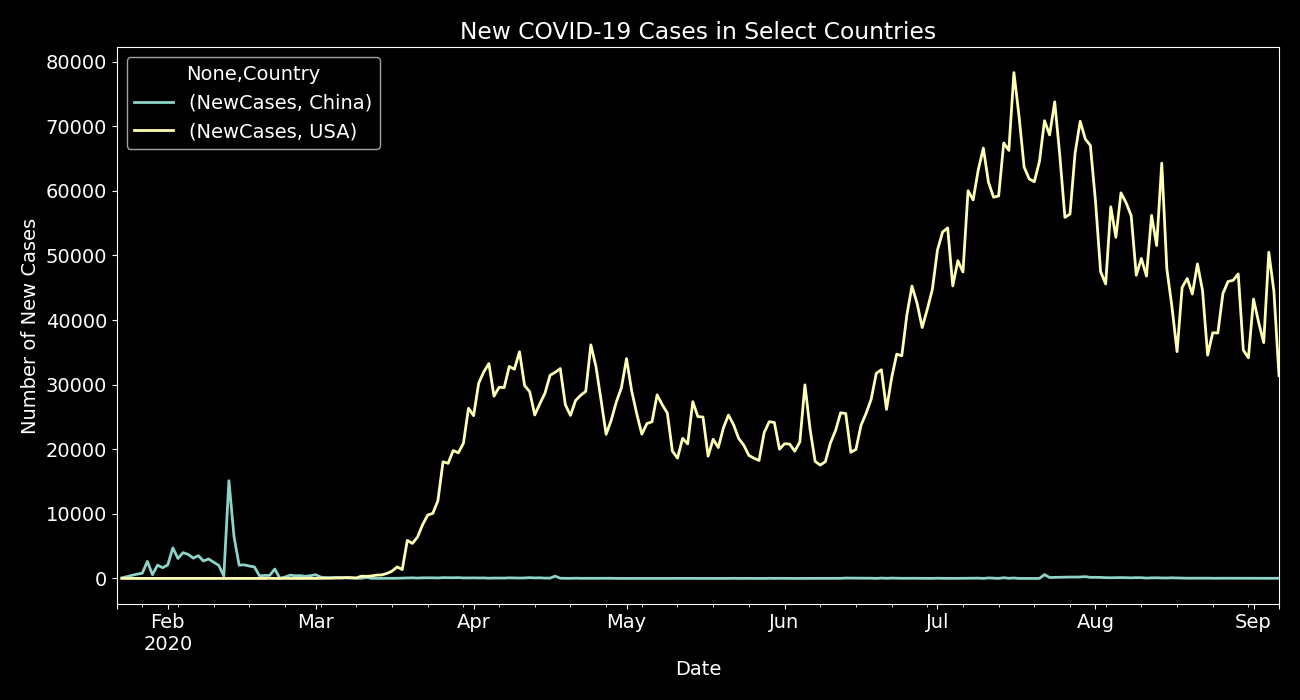 New COVID-19 Cases in Select Countries
None,Country
(NewCases, China)
(NewCases, USA)
Number of New Cases
80000
70000
60000
50000
40000
30000
20000
10000
0
Feb Mar Apr May Jun Jul Aug Sep
2020
Date